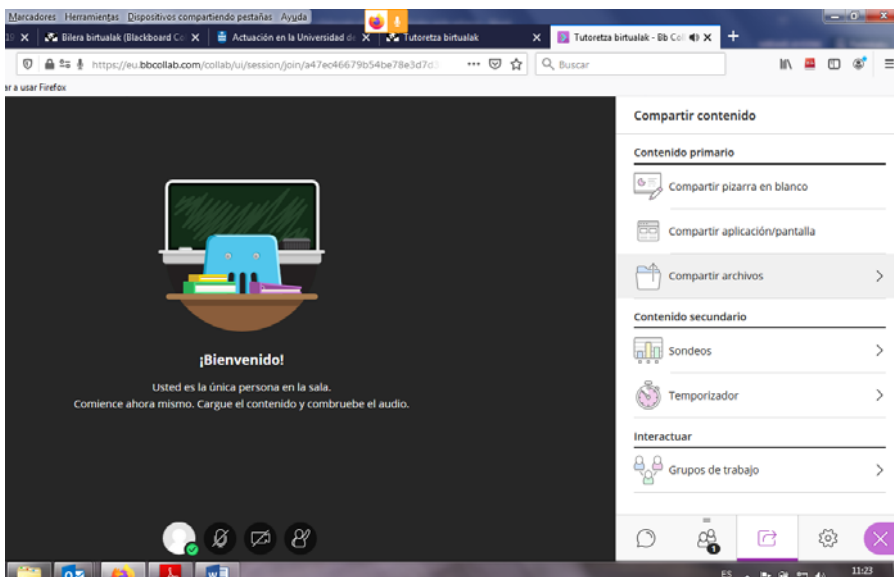 Marcadores Herramientas Dispositivos compartiendo pestañas Ayuda
Bilera birtualak (Blackboard Co
Actuación en la Universidad de
Tutoretza birtualak
Tutoretza birtualak - Bb Coll
https://eu.bbcollab.com/collab/ui/session/join/a47ec46679b54be78e3d7d
Buscar
ar a usar Firefox
Compartir contenido
Contenido primario
Compartir pizarra en blanco
Compartir aplicación/pantalla
Compartir archivos
Contenido secundario
Sondeos
Temporizador
Interactuar
Grupos de trabajo
¡Bienvenido!
Usted es la única persona en la sala.
Comience ahora mismo. Cargue el contenido y combruebe el audio.
1
ES
11:23